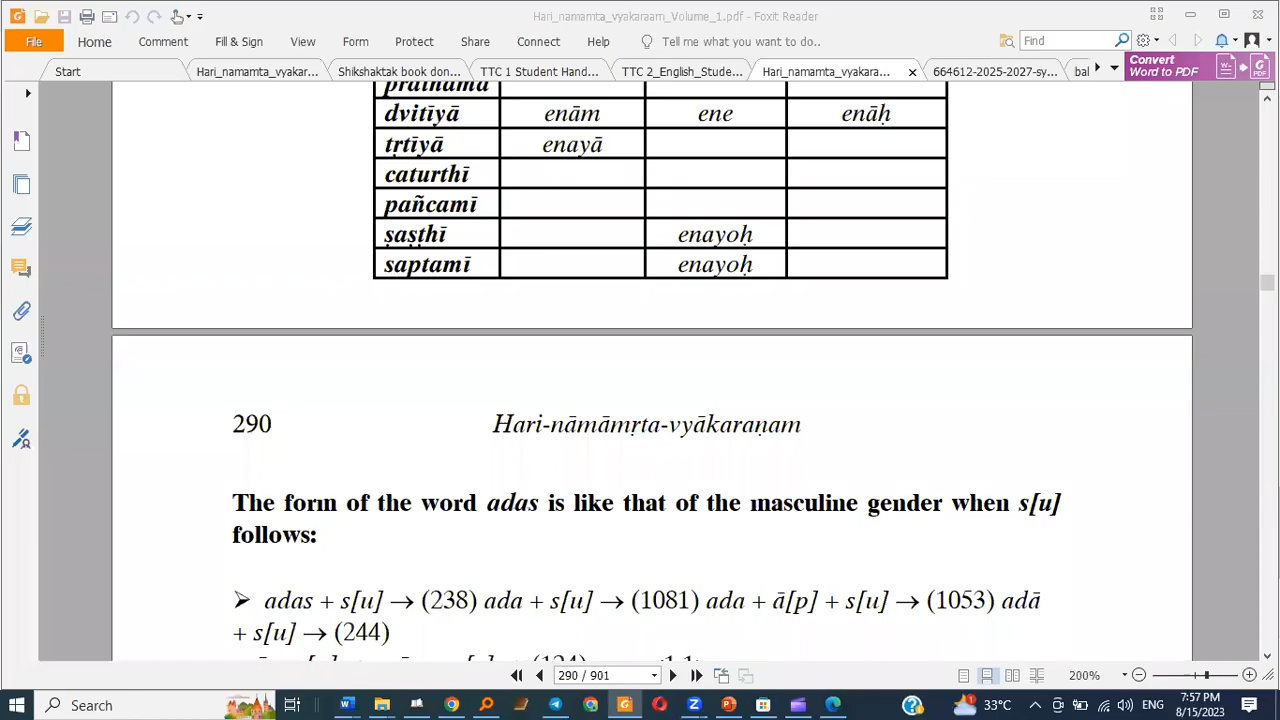 Hari_namamta_vyakaraam_Volume_1.pdf - Foxit Reader
File Home Comment Fill & Sign View Form Protect Share Connect Help Tell me what you want to do.. Find
Start Hari_namamta_vyakar... Shikshaktak book don... TTC 1 Student Hand... TTC 2_English_Stude... Hari_namamta_vyakara... 664612-2025-2027-sy... bal
Convert
Word to PDF
prathamā
dvitīyā enām ene enāḥ
tṛtīyā enayā
caturthī
pañcamī
ṣaṣṭhī enayoḥ
saptamī enayoḥ
290 Hari-nāmāmṛta-vyākaraṇam
The form of the word adas is like that of the masculine gender when s[u]
follows:
➢ adas + s[u] → (238) ada + s[u] → (1081) ada + ā[p] + s[u] → (1053) adā
+ s[u] → (244)
290 / 901 200%
Search 33°C ENG 7:57 PM
8/15/2023